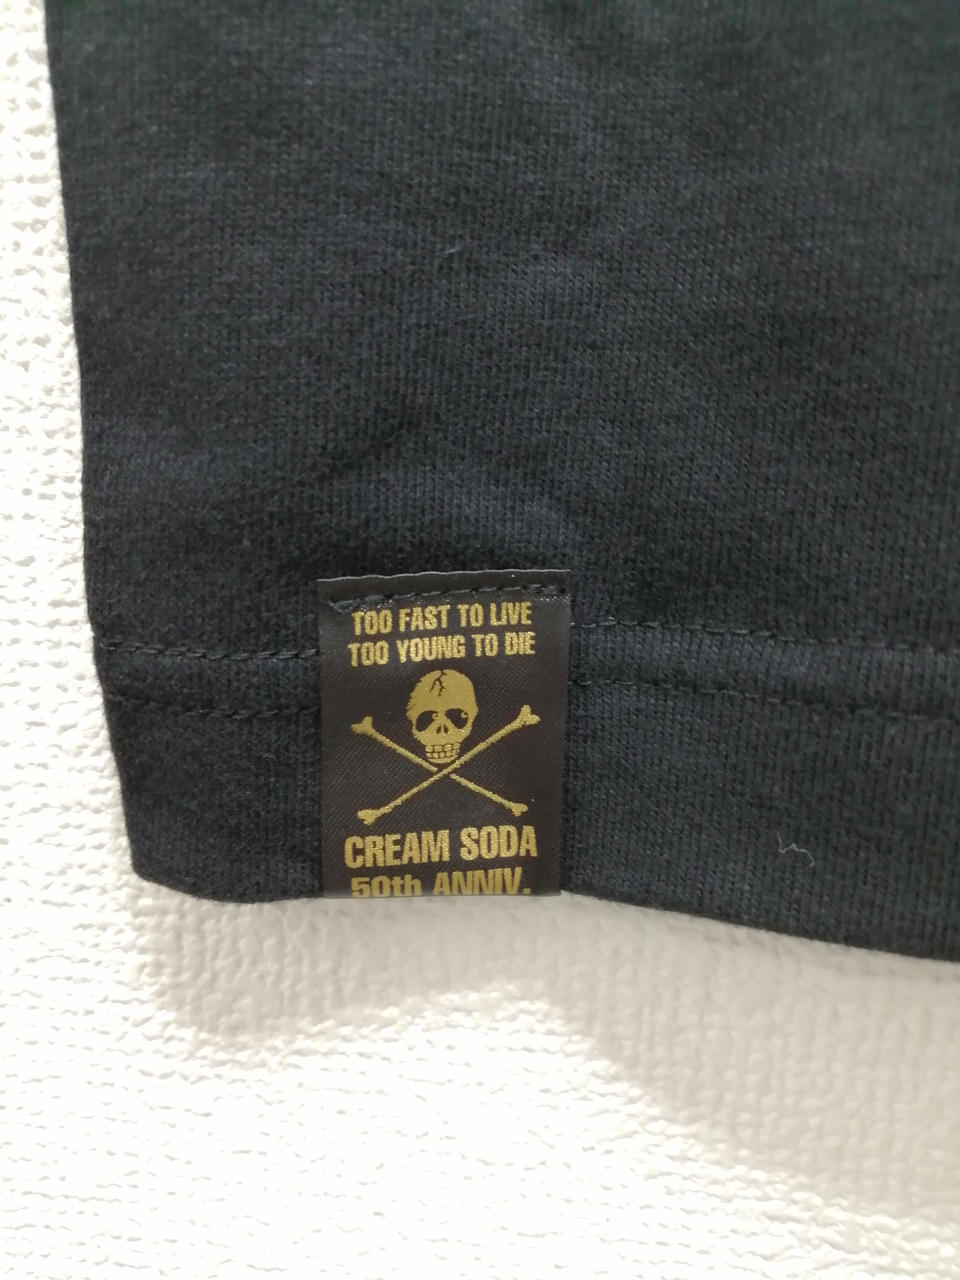 TOO FAST TO LIVE
TOO YOUNG TO DIE
CREAM SODA
50th ANNIV.